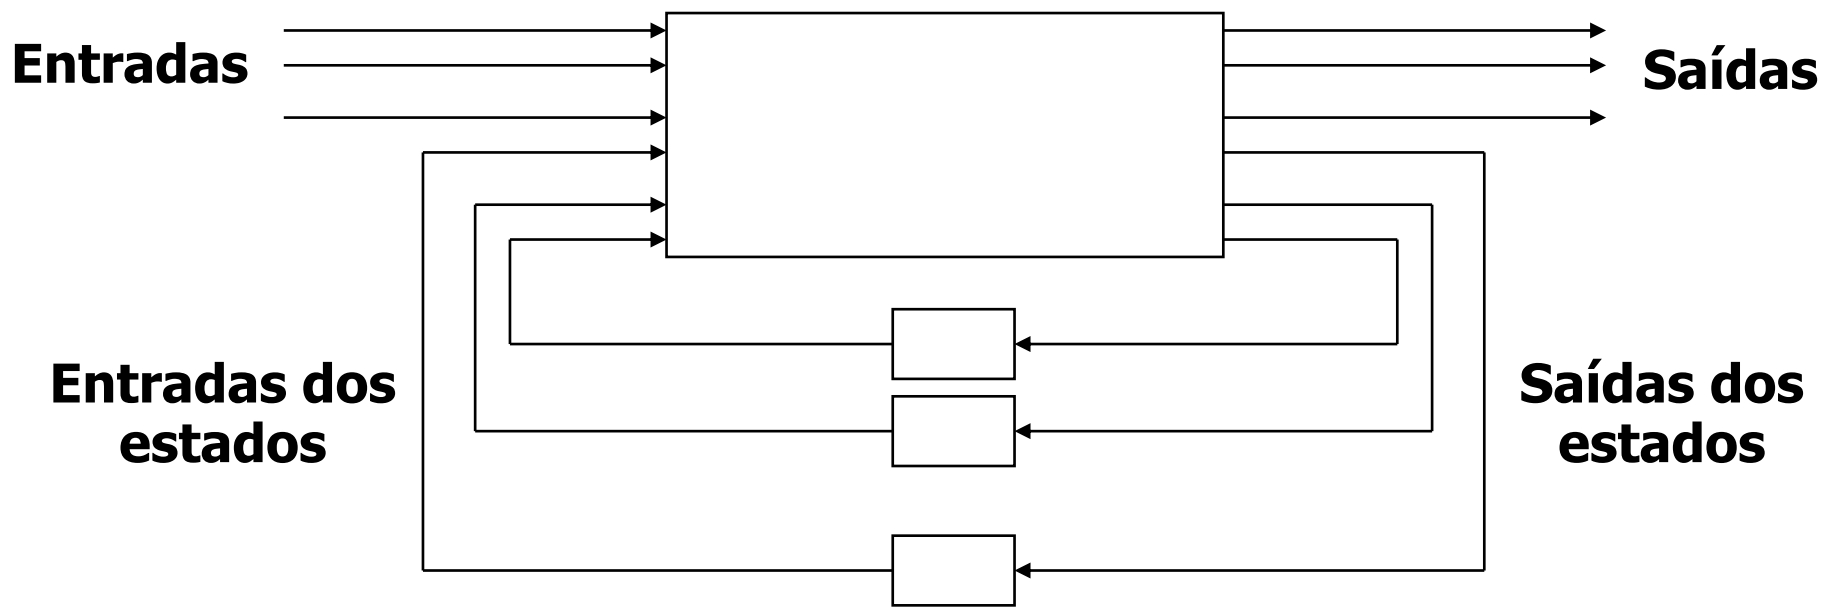 Entradas
Saídas
Entradas dos
estados
Saídas dos
estados